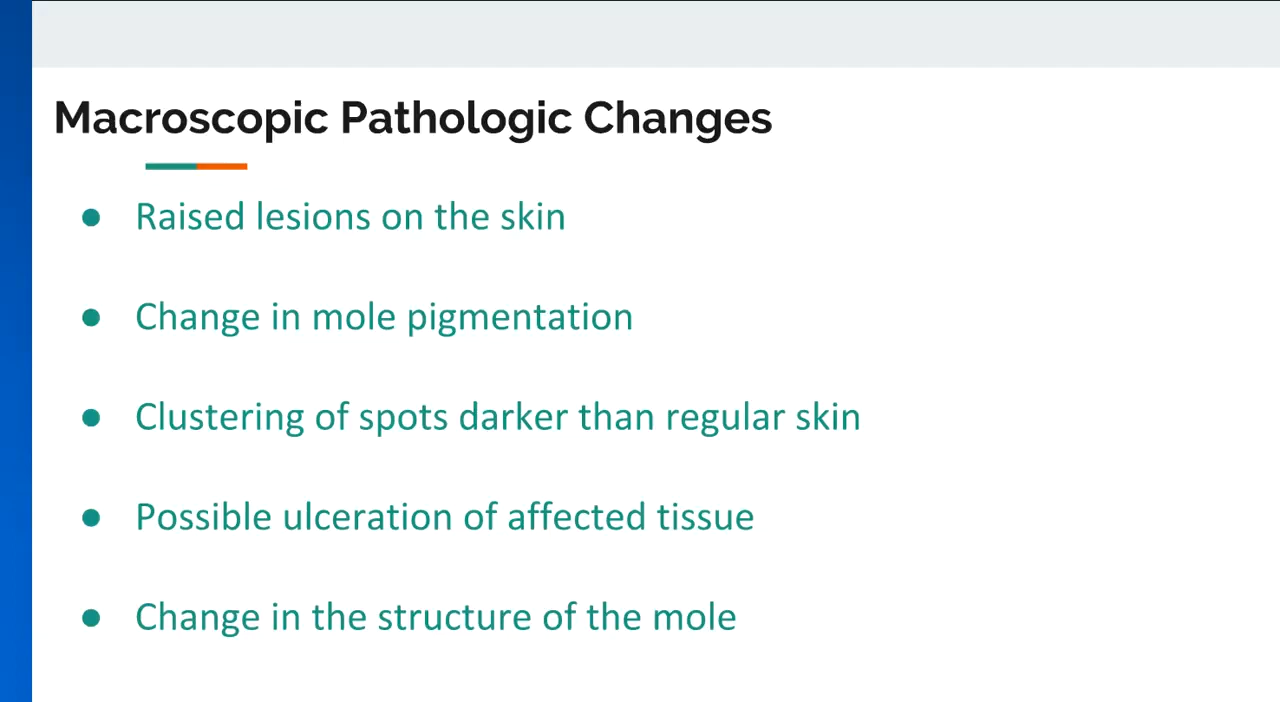 Macroscopic Pathologic Changes
● Raised lesions on the skin
● Change in mole pigmentation
● Clustering of spots darker than regular skin
● Possible ulceration of affected tissue
● Change in the structure of the mole